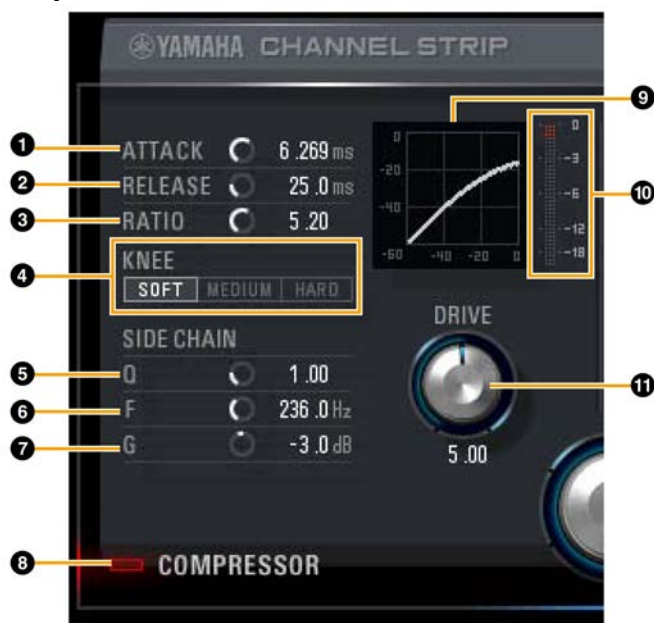 YAMAHA CHANNEL STRIP
1 ATTACK 6.269 ms
2 RELEASE 25.0 ms
3 RATIO 5.20
4 KNEE
SOFT MEDIUM HARD
SIDE CHAIN
5 Q 1.00
6 F 236.0 Hz
7 G -3.0 dB
8 COMPRESSOR
9
0
-20
-40
-60 -40 -20 0
10
0
-3
-6
-12
-18
DRIVE
11
5.00